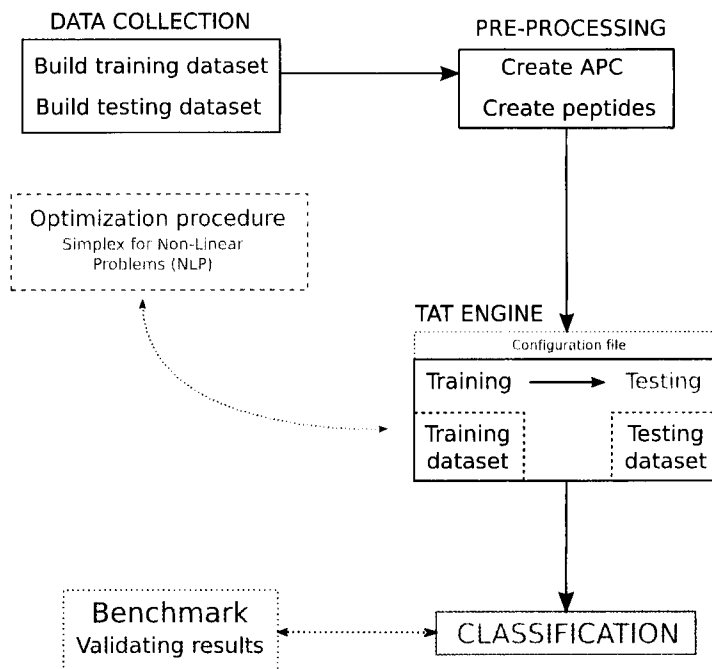 DATA COLLECTION
Build training dataset
Build testing dataset
PRE-PROCESSING
Create APC
Create peptides
Optimization procedure
Simplex for Non-Linear
Problems (NLP)
TAT ENGINE
Configuration file
Training
Testing
Training
dataset
Testing
dataset
Benchmark
Validating results
CLASSIFICATION